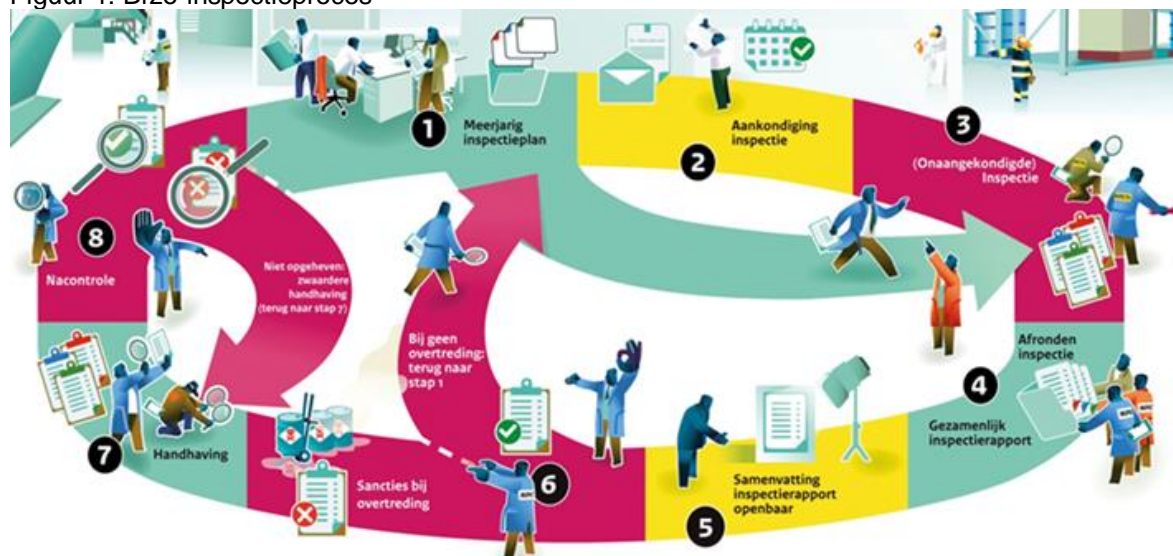 Figuur 1: Brzo inspectieproces
1
Meerjarig
inspectieplan
2
Aankondiging
inspectie
3
(Onaangekondigde)
Inspectie
Afronden
inspectie
4
Gezamenlijk
inspectierapport
5
Samenvatting
inspectierapport
openbaar
6
Sancties bij
overtreding
Bij geen
overtreding:
terug naar
stap 1
7
Handhaving
8
Nacontrole
Niet opgeheven:
zwaardere
handhaving
(terug naar stap 7)